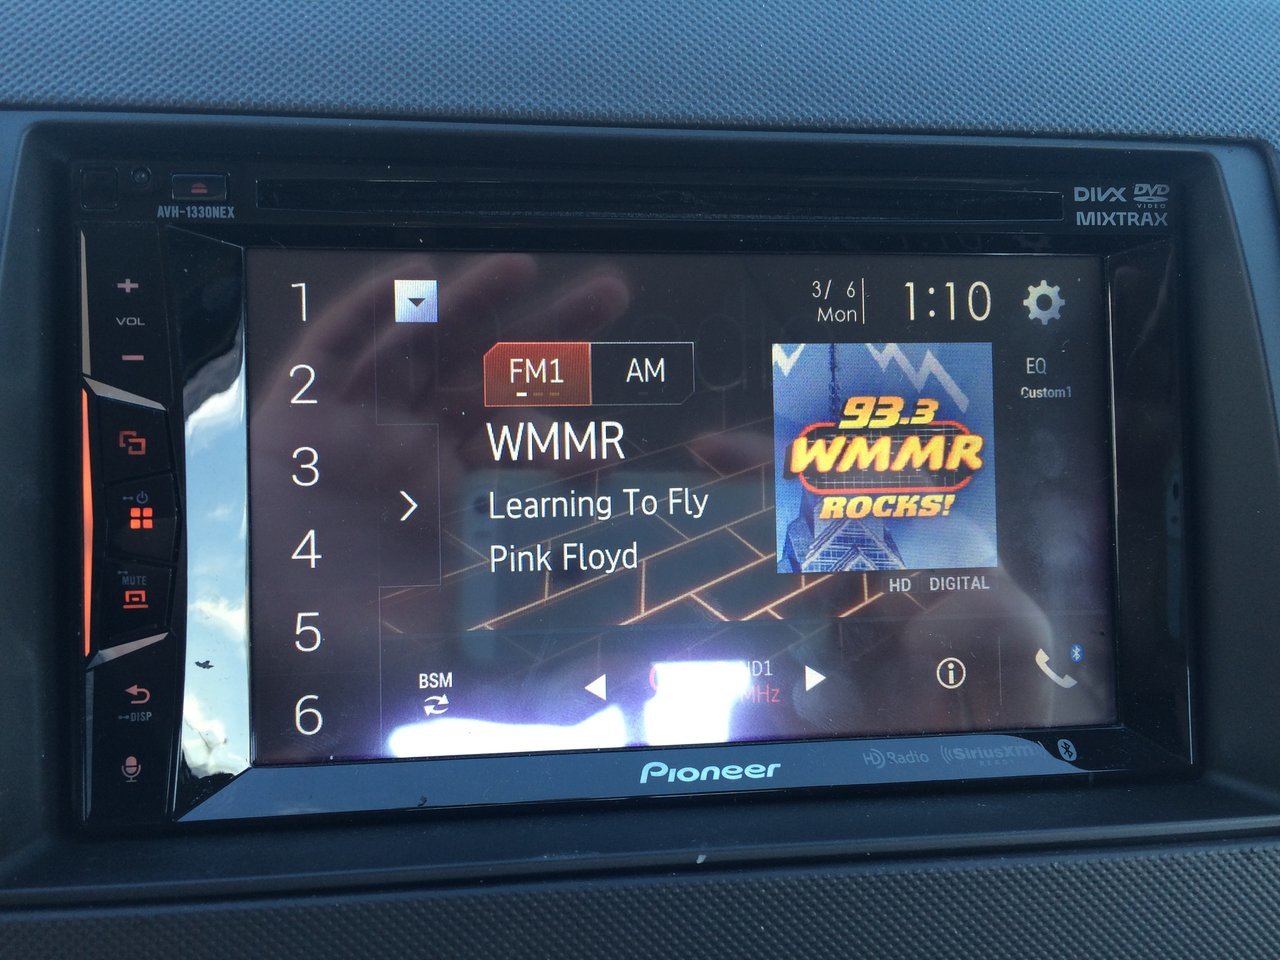 AVH-1330NEX
DIVX DVD
VIDEO
MIXTRAX
VOL
MUTE
DISP
1
2
3
4
5
6
3/ 6
Mon
1:10
FM1 AM
EQ
Custom1
WMMR
Learning To Fly
Pink Floyd
93.3
WMMR
ROCKS!
HD DIGITAL
BSM
MHz
Pioneer
HD Radio SiriusXM
READY